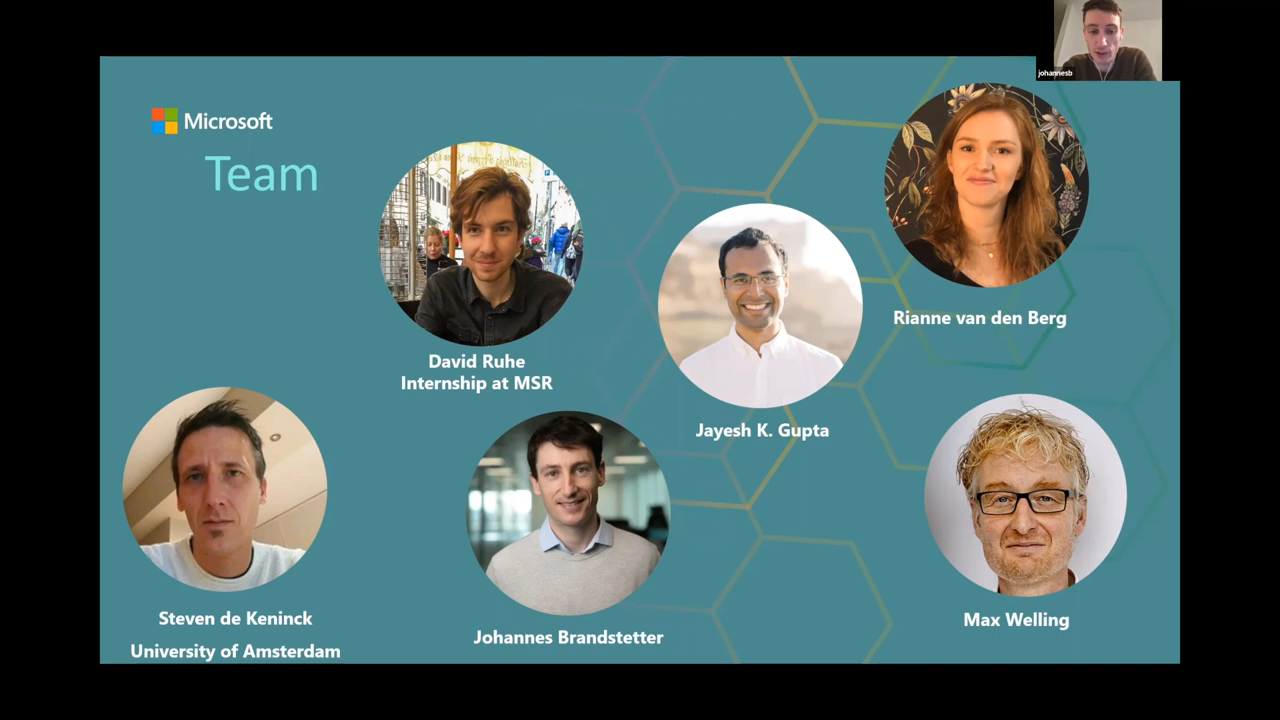 johannesb
Microsoft
Team
Rianne van den Berg
David Ruhe
Internship at MSR
Jayesh K. Gupta
Steven de Keninck
University of Amsterdam
Johannes Brandstetter
Max Welling